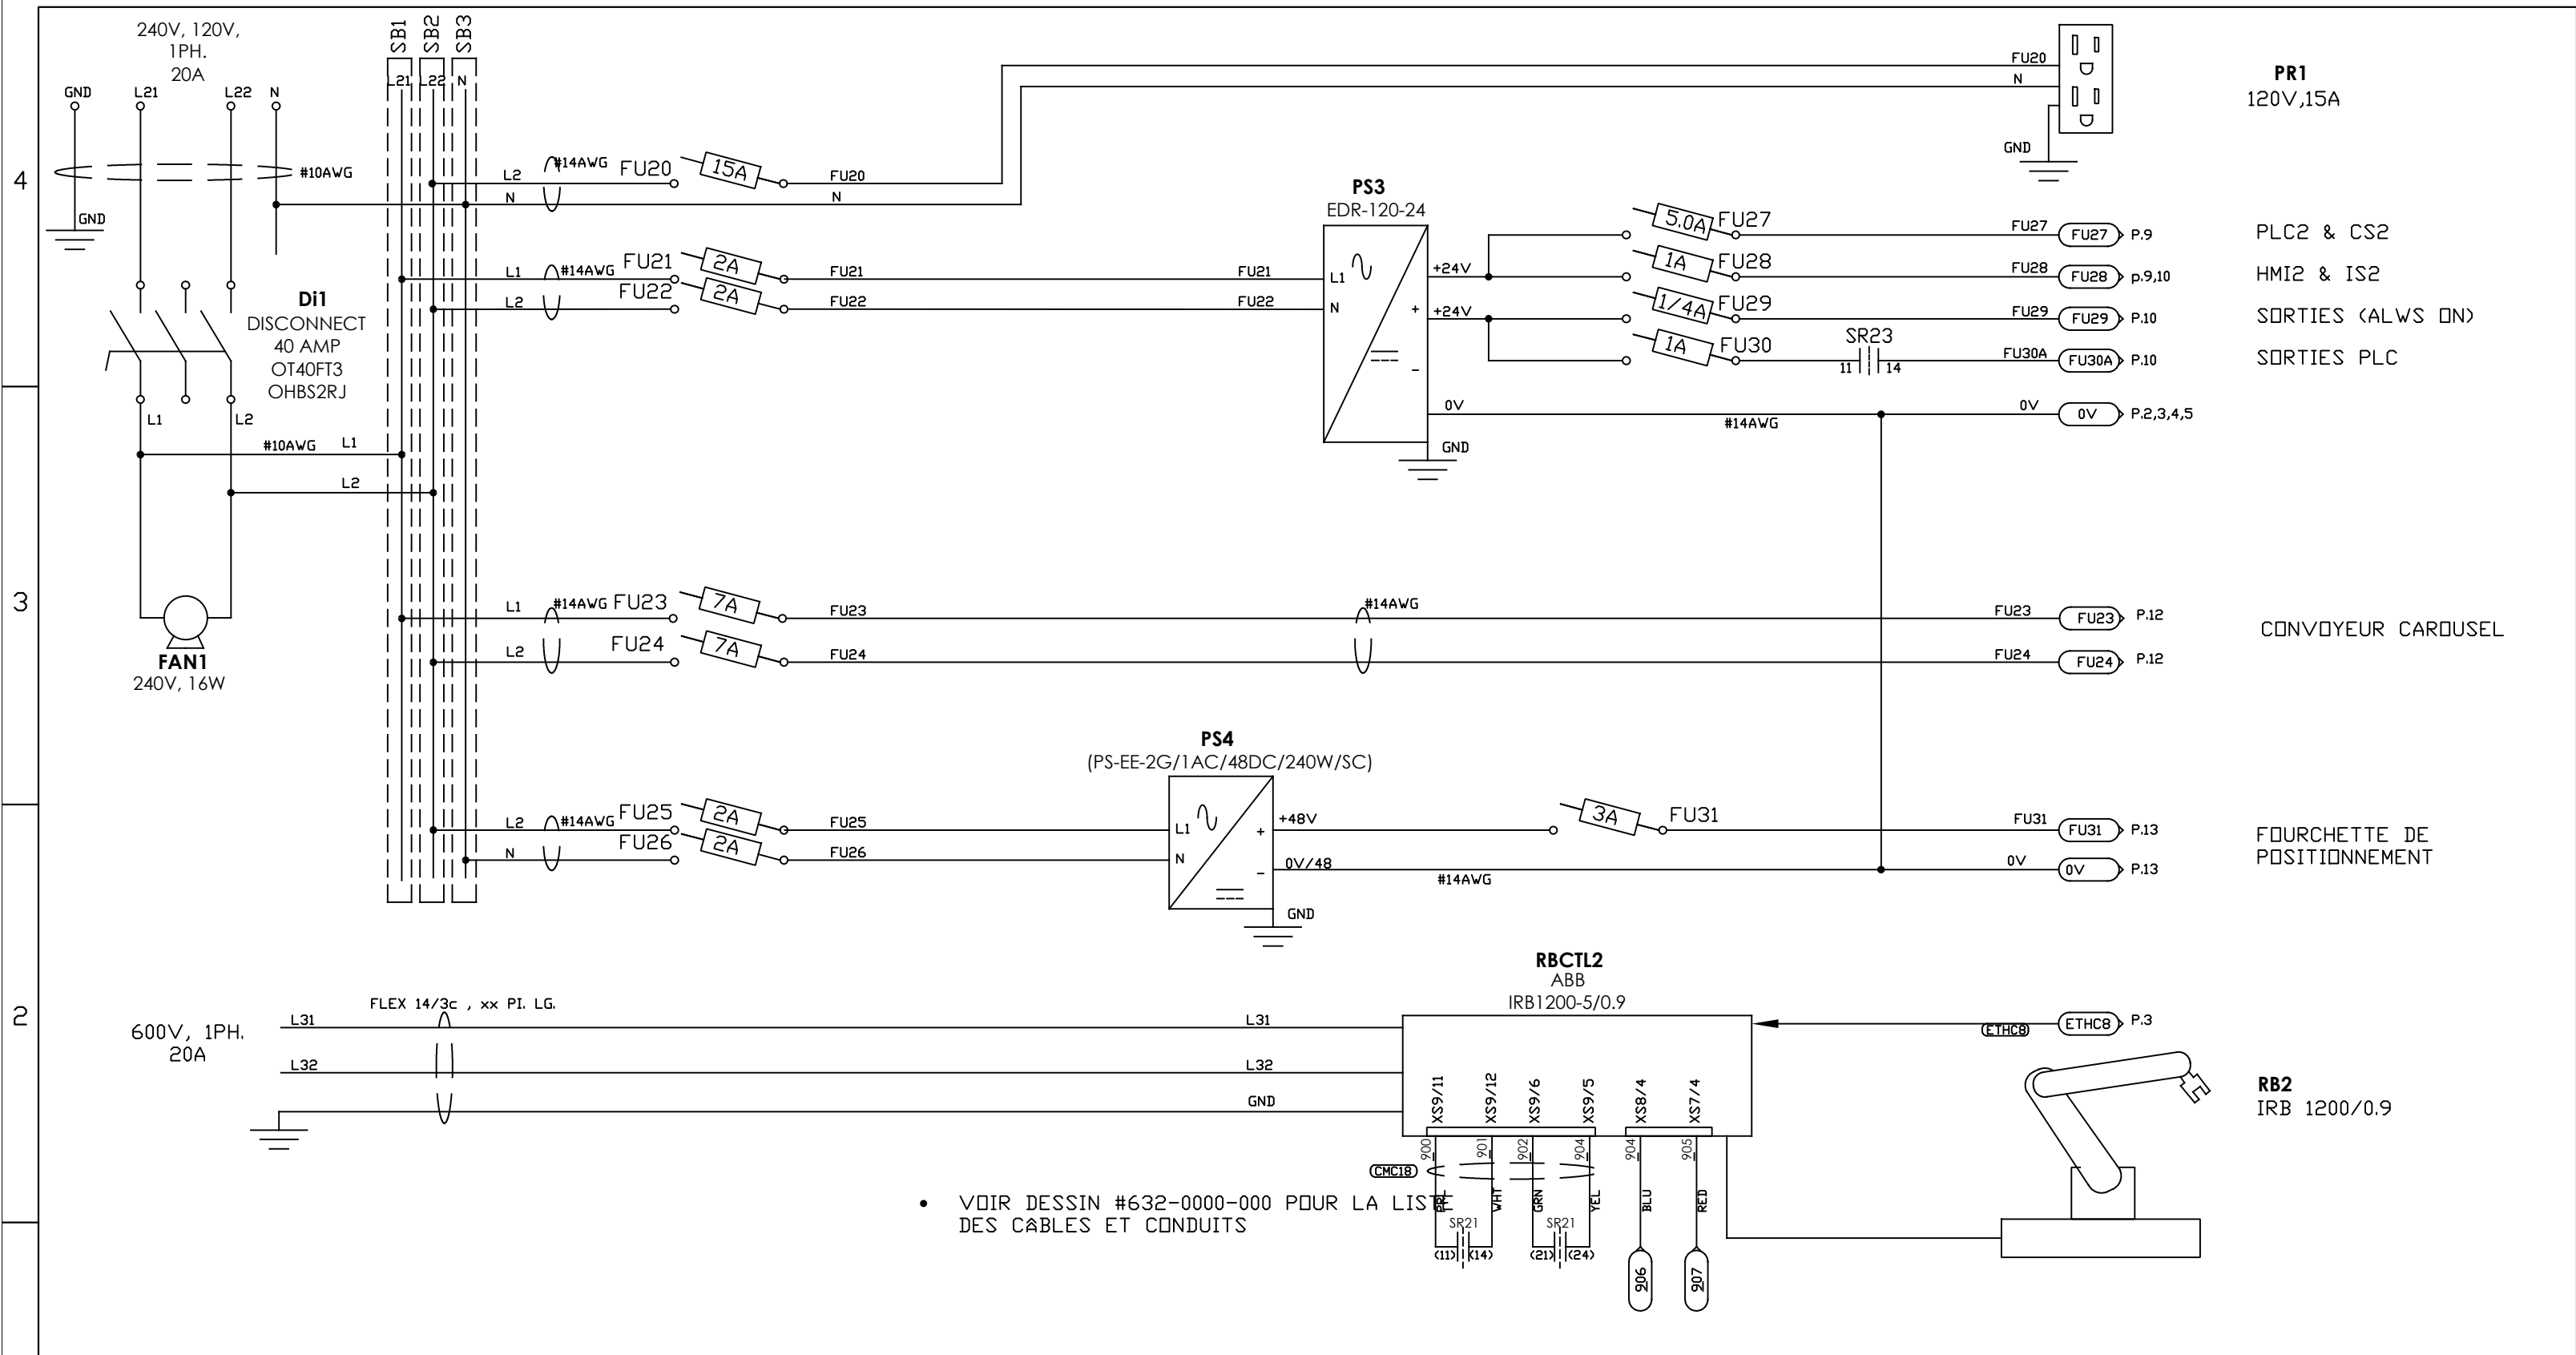 240V, 120V,
1PH.
20A
GND
L21
L22
N
#10AWG
GND
Di1
DISCONNECT
40 AMP
OT40FT3
OHBS2RJ
L1
L2
#10AWG L1
L2
FAN1
240V, 16W
SB1
SB2
SB3
L21
L22
N
L2
#14AWG
FU20
15A
FU20
N
N
FU20
N
GND
PR1
120V,15A
L1
#14AWG
FU21
2A
FU21
FU21
L2
FU22
2A
FU22
FU22
PS3
EDR-120-24
L1
N
+
-
+24V
+24V
0V
GND
5.0A
FU27
FU27
FU27
P.9
PLC2 & CS2
1A
FU28
FU28
FU28
p.9,10
HMI2 & IS2
1/4A
FU29
FU29
FU29
P.10
SORTIES (ALWS ON)
1A
FU30
SR23
11
14
FU30A
FU30A
P.10
SORTIES PLC
#14AWG
0V
0V
P.2,3,4,5
L1
#14AWG
FU23
7A
FU23
#14AWG
FU23
FU23
P.12
L2
FU24
7A
FU24
FU24
FU24
P.12
CONVOYEUR CAROUSEL
PS4
(PS-EE-2G/1AC/48DC/240W/SC)
L2
#14AWG
FU25
2A
FU25
N
FU26
2A
FU26
L1
N
+
-
+48V
0V/48
GND
#14AWG
3A
FU31
FU31
FU31
P.13
0V
0V
P.13
FOURCHETTE DE
POSITIONNEMENT
600V, 1PH.
20A
FLEX 14/3c , xx PI. LG.
L31
L31
L32
L32
GND
RBCTL2
ABB
IRB1200-5/0.9
XS9/11
XS9/12
XS9/6
XS9/5
XS8/4
XS7/4
ETHC8
ETHC8
P.3
RB2
IRB 1200/0.9
900
901
902
904
904
905
CMC18
WHT
GRN
YEL
BLU
RED
SR21
(11)
(14)
SR21
(21)
(24)
906
907
• VOIR DESSIN #632-0000-000 POUR LA LISTE
DES CÂBLES ET CONDUITS
4
3
2